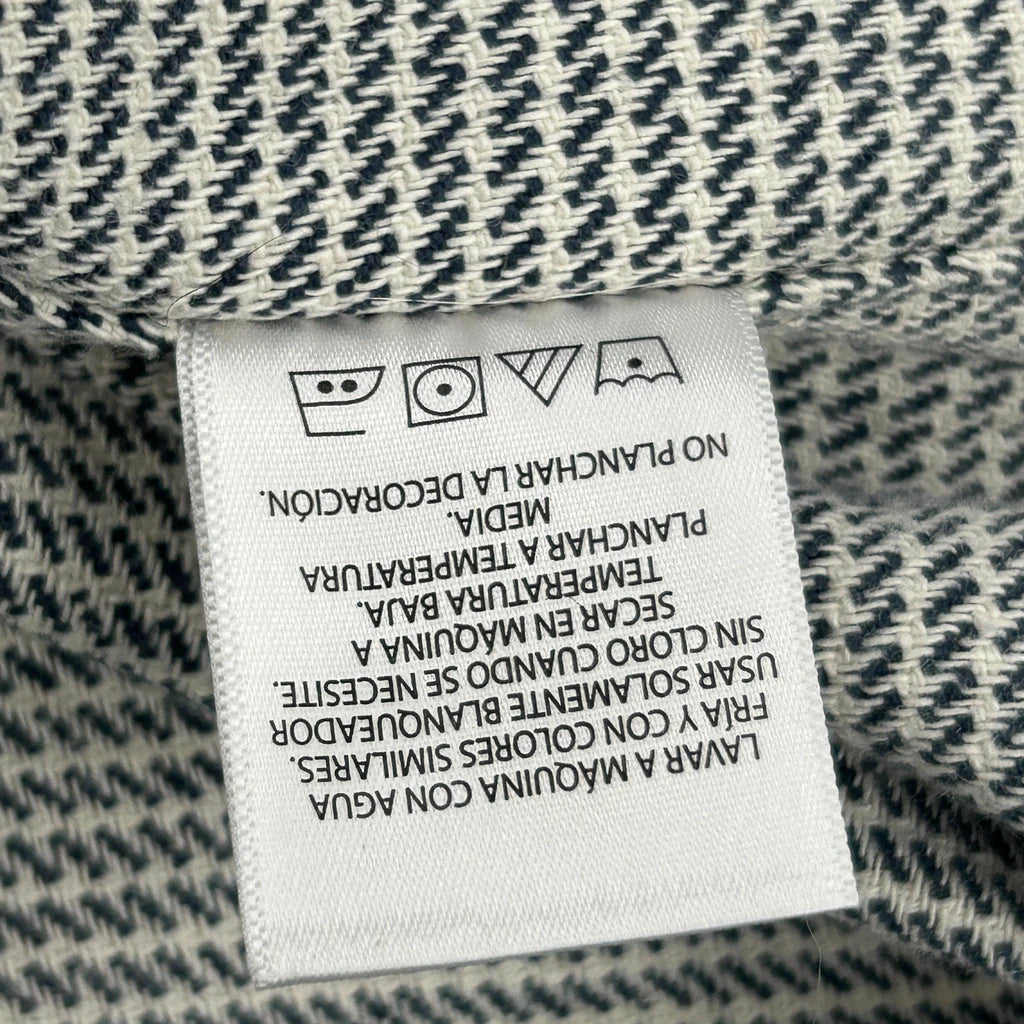 LAVAR A MÁQUINA CON AGUA
FRÍA Y CON COLORES SIMILARES.
USAR SOLAMENTE BLANQUEADOR
SIN CLORO CUANDO SE NECESITE.
SECAR EN MÁQUINA A
TEMPERATURA BAJA.
PLANCHAR A TEMPERATURA
MEDIA.
NO PLANCHAR LA DECORACIÓN.